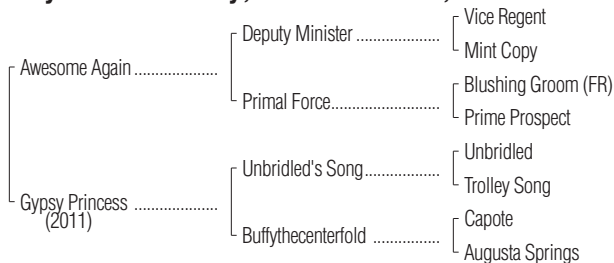 Vice Regent
Deputy Minister ....................
Mint Copy
Awesome Again ....................
Blushing Groom (FR)
Primal Force..........................
Prime Prospect
Unbridled
Unbridled's Song..................
Trolley Song
Gypsy Princess ....................
(2011)
Capote
Buffythecenterfold ................
Augusta Springs